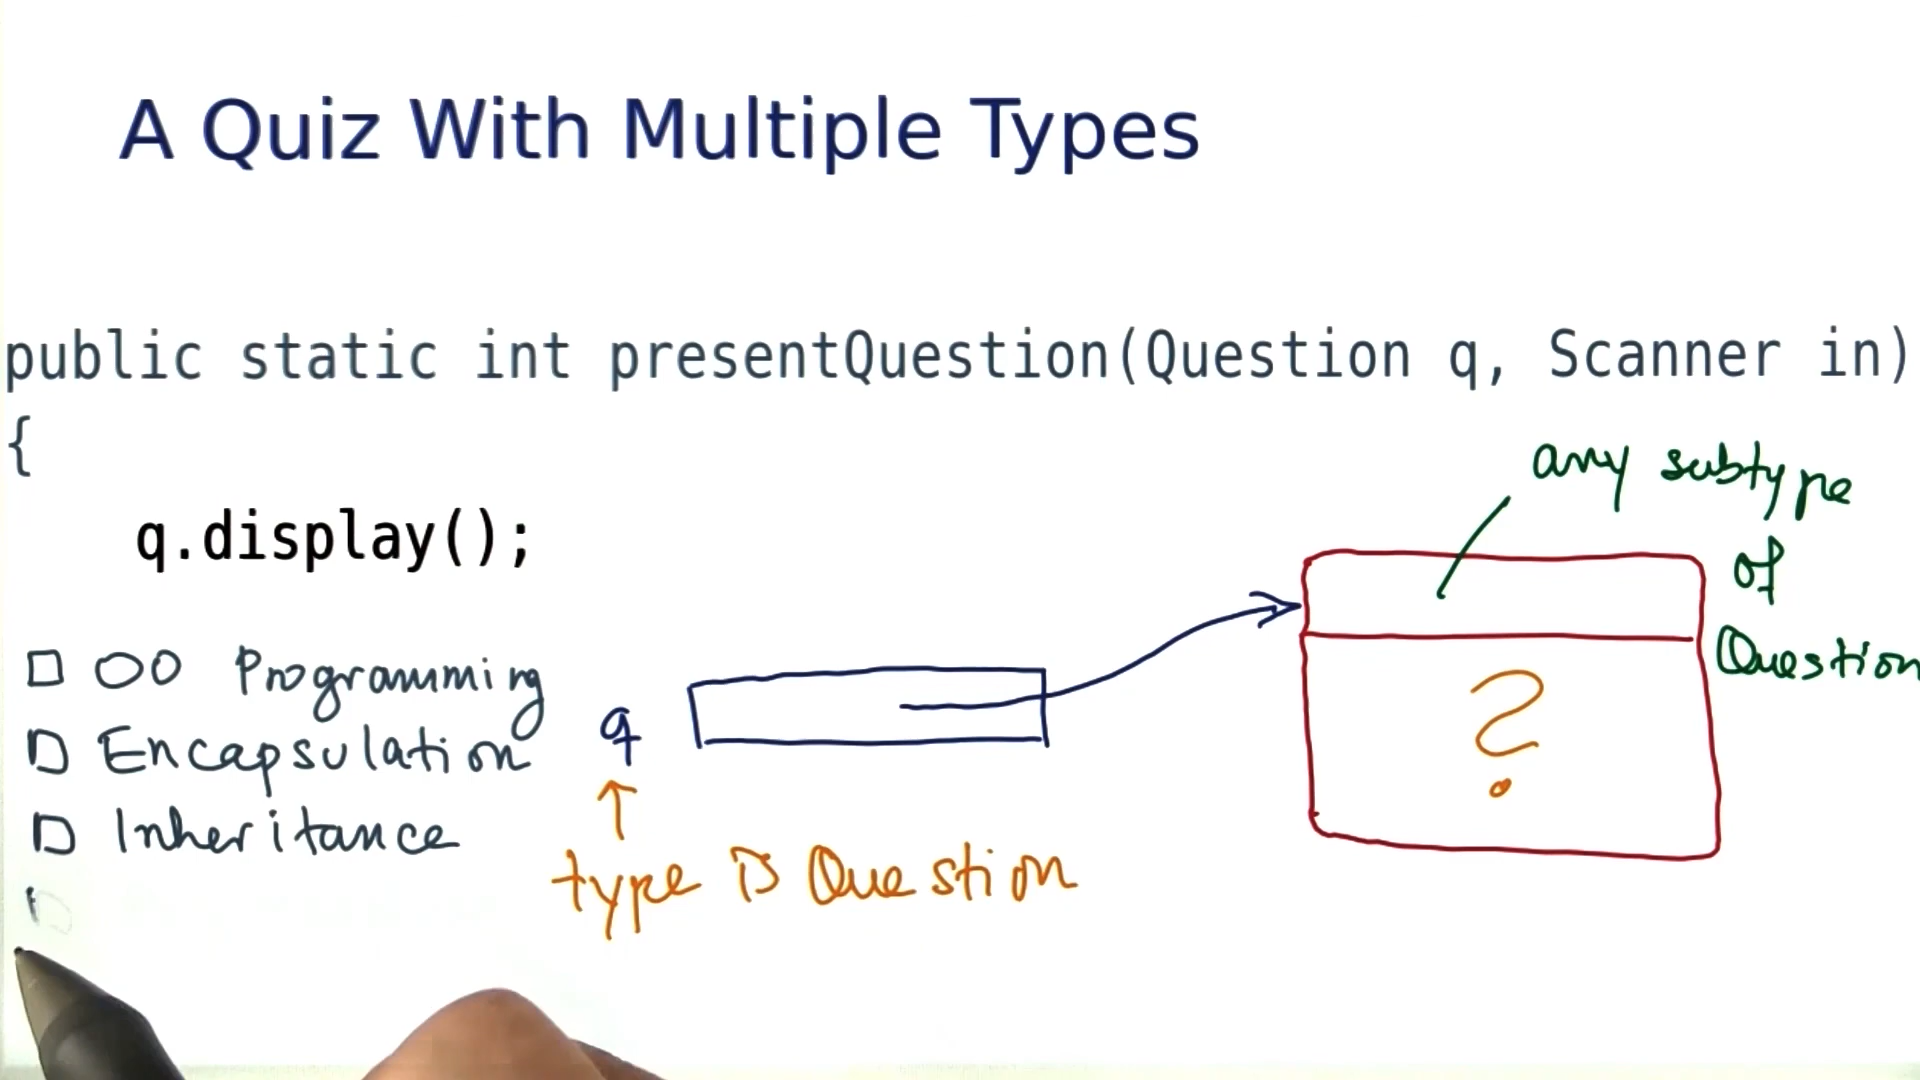 A Quiz With Multiple Types
public static int presentQuestion(Question q, Scanner in)
{
q.display();
any subtype
of
Question
OO Programming
Encapsulation
Inheritance
q
?
type is Question